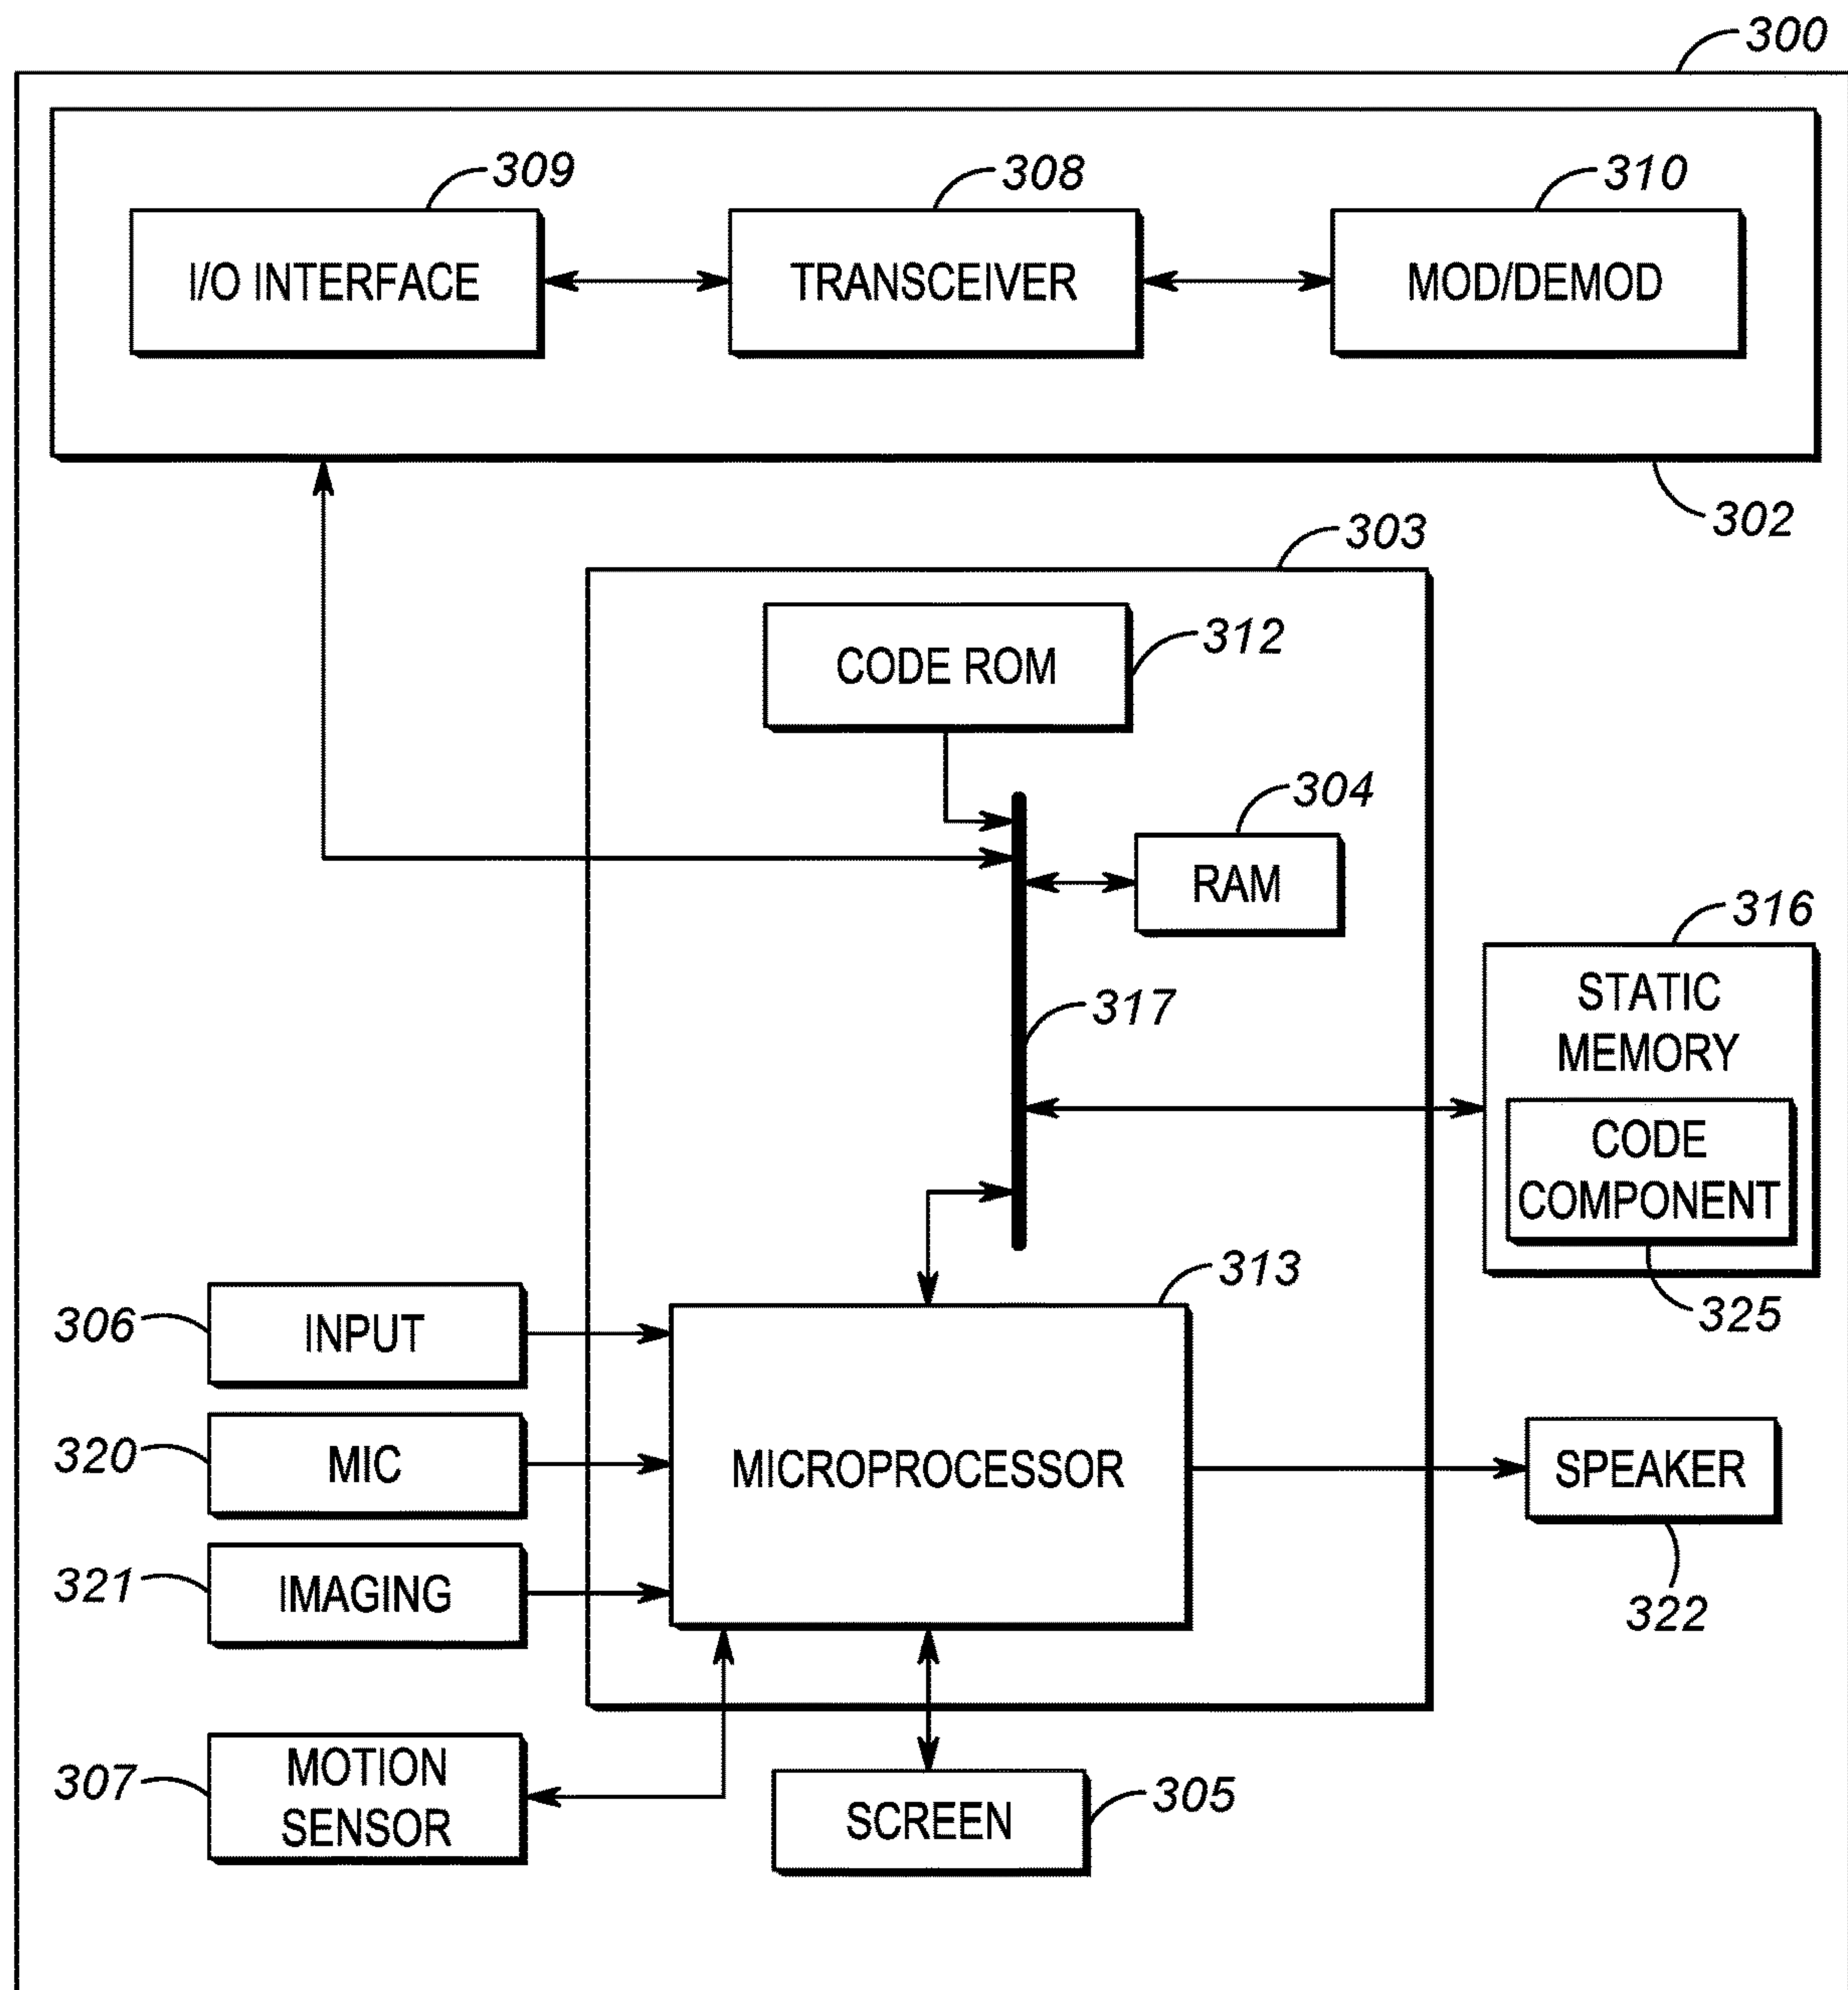 300
309
308
310
I/O INTERFACE
TRANSCEIVER
MOD/DEMOD
302
303
312
CODE ROM
304
RAM
316
STATIC
MEMORY
317
CODE
COMPONENT
325
313
306
INPUT
320
MIC
MICROPROCESSOR
SPEAKER
321
IMAGING
322
307
MOTION
SENSOR
SCREEN
305